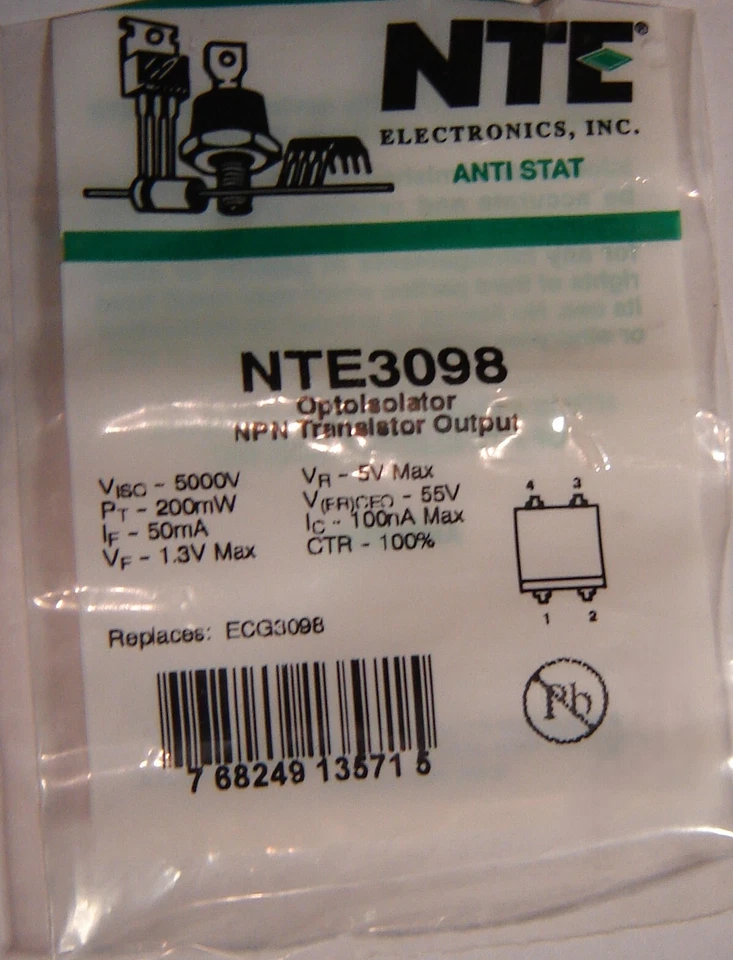 NTE®
ELECTRONICS, INC.
ANTI STAT
NTE3098
OptoIsolator
NPN Transistor Output
VISO - 5000V
PT - 200mW
IF - 50mA
VF - 1.3V Max
VR - 5V Max
V(BR)CEO - 55V
IC - 100nA Max
CTR - 100%
4 3
1 2
Replaces: ECG3098
Pb
7 68249 13571 5